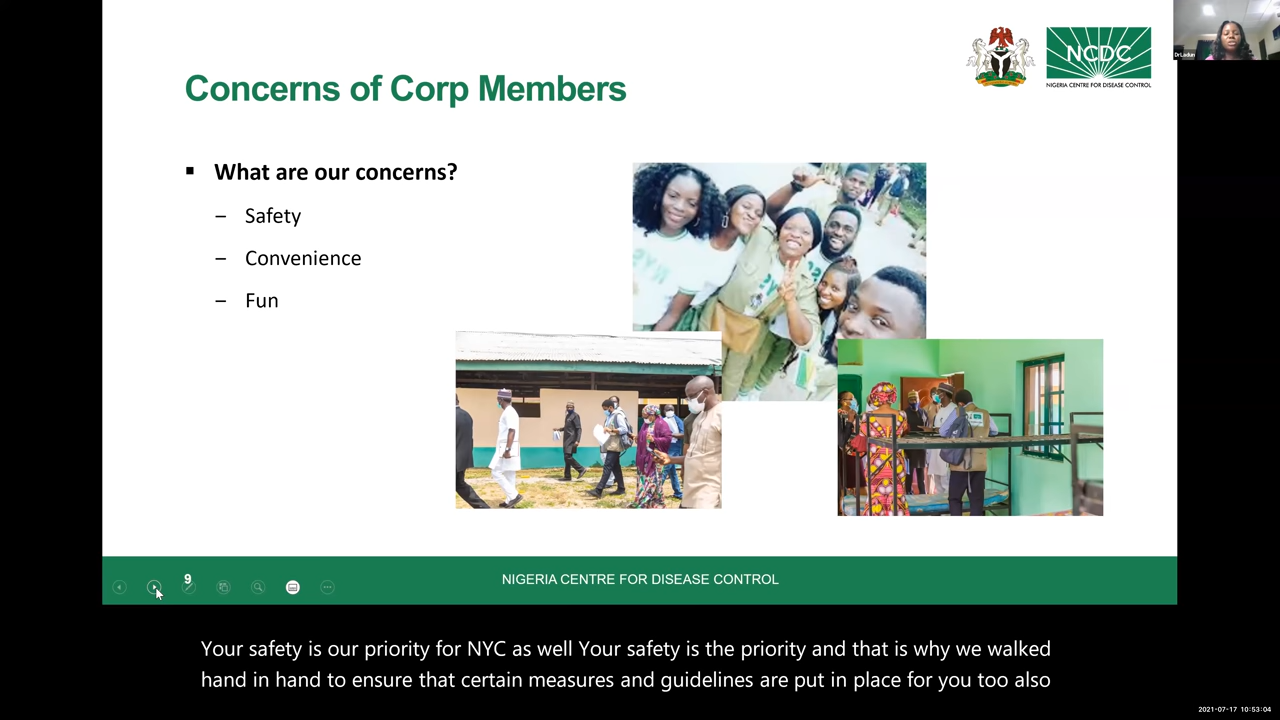 NCDC
NIGERIA CENTRE FOR DISEASE CONTROL
Concerns of Corp Members
What are our concerns?
– Safety
– Convenience
– Fun
9
NIGERIA CENTRE FOR DISEASE CONTROL
Your safety is our priority for NYC as well Your safety is the priority and that is why we walked
hand in hand to ensure that certain measures and guidelines are put in place for you too also
2021-07-17 10:53:04